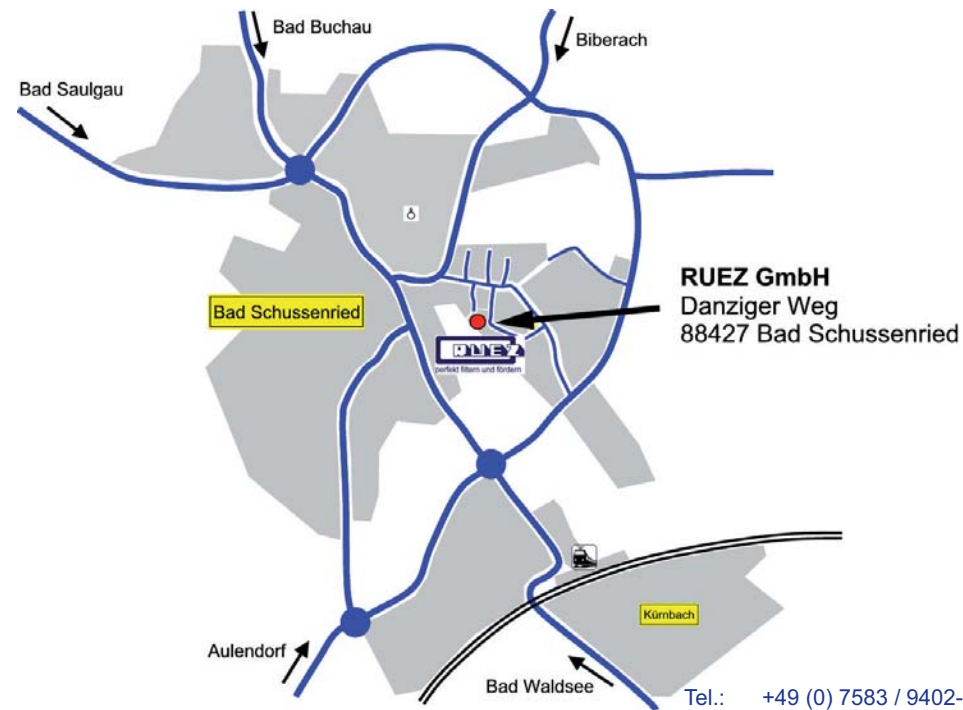 Bad Buchau
Biberach
Bad Saulgau
RUEZ GmbH
Danziger Weg
88427 Bad Schussenried
Bad Schussenried
RUEZ
perfekt filtern und fördern
Kürnbach
Aulendorf
Bad Waldsee
Tel.: +49 (0) 7583 / 9402-